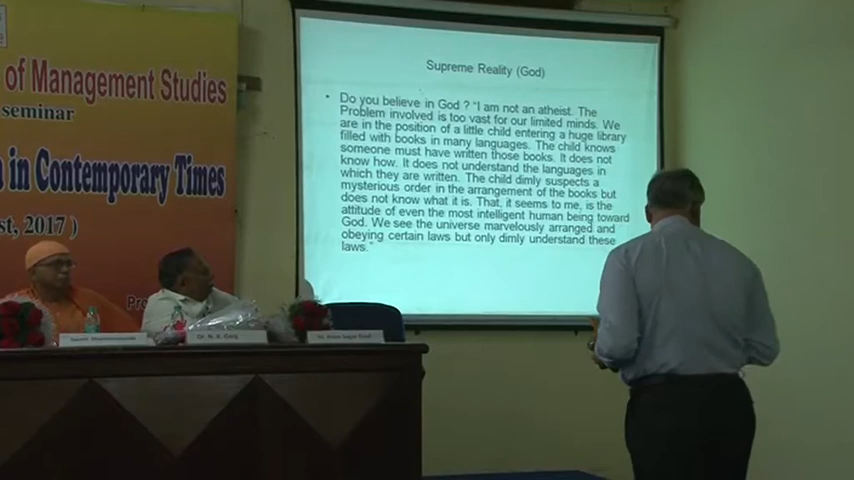 of Management Studies
seminar
in Contemporary Times
st, 2017 )
Pro
Supreme Reality (God)
• Do you believe in God ? "I am not an atheist. The
Problem involved is too vast for our limited minds. We
are in the position of a little child entering a huge library
filled with books in many languages. The child knows
someone must have written those books. It does not
know how. It does not understand the languages in
which they are written. The child dimly suspects a
mysterious order in the arrangement of the books but
does not know what it is. That, it seems to me, is the
attitude of even the most intelligent human being toward
God. We see the universe marvelously arranged and
obeying certain laws but only dimly understand these
laws."
Swami
Dr. N. K. Garg